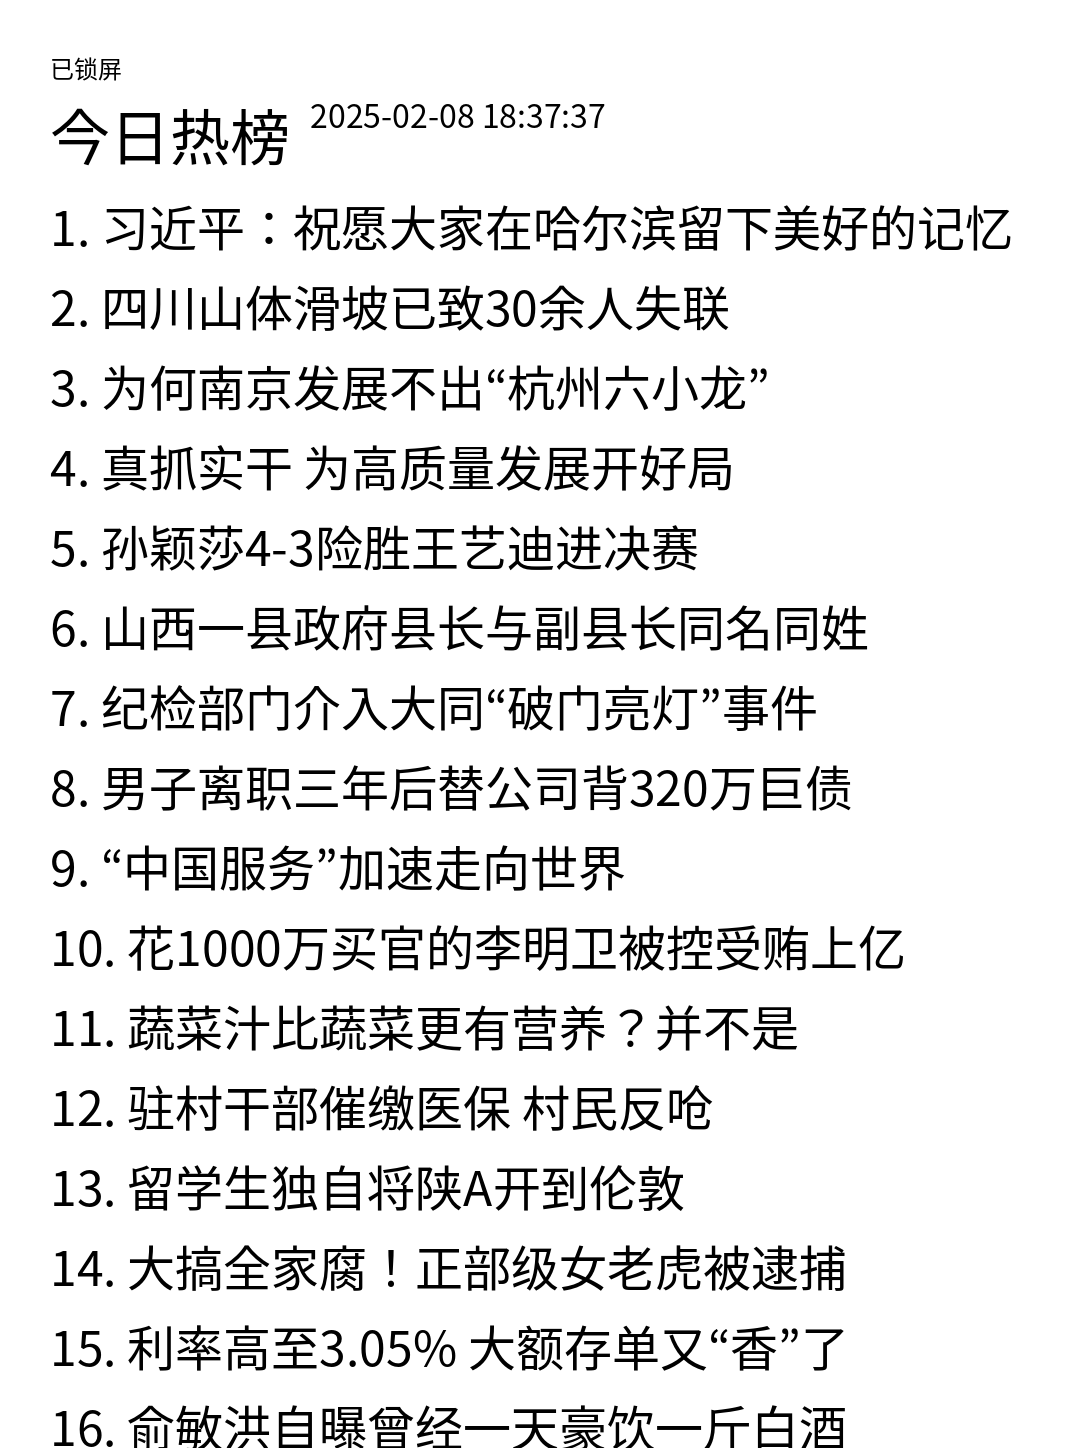 已锁屏
今日热榜 2025-02-08 18:37:37
1. 习近平：祝愿大家在哈尔滨留下美好的记忆
2. 四川山体滑坡已致30余人失联
3. 为何南京发展不出“杭州六小龙”
4. 真抓实干 为高质量发展开好局
5. 孙颖莎4-3险胜王艺迪进决赛
6. 山西一县政府县长与副县长同名同姓
7. 纪检部门介入大同“破门亮灯”事件
8. 男子离职三年后替公司背320万巨债
9. “中国服务”加速走向世界
10. 花1000万买官的李明卫被控受贿上亿
11. 蔬菜汁比蔬菜更有营养？并不是
12. 驻村干部催缴医保 村民反呛
13. 留学生独自将陕A开到伦敦
14. 大搞全家腐！正部级女老虎被逮捕
15. 利率高至3.05% 大额存单又“香”了
16. 俞敏洪自曝曾经一天豪饮一斤白酒